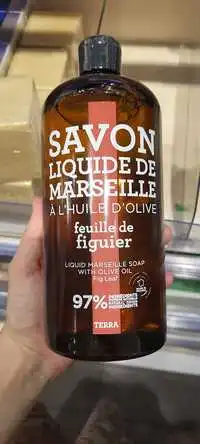 SAVON
LIQUIDE DE
MARSEILLE
À L'HUILE D'OLIVE
feuille de
figuier
LIQUID MARSEILLE SOAP
WITH OLIVE OIL
Fig Leaf
97%
TERRA